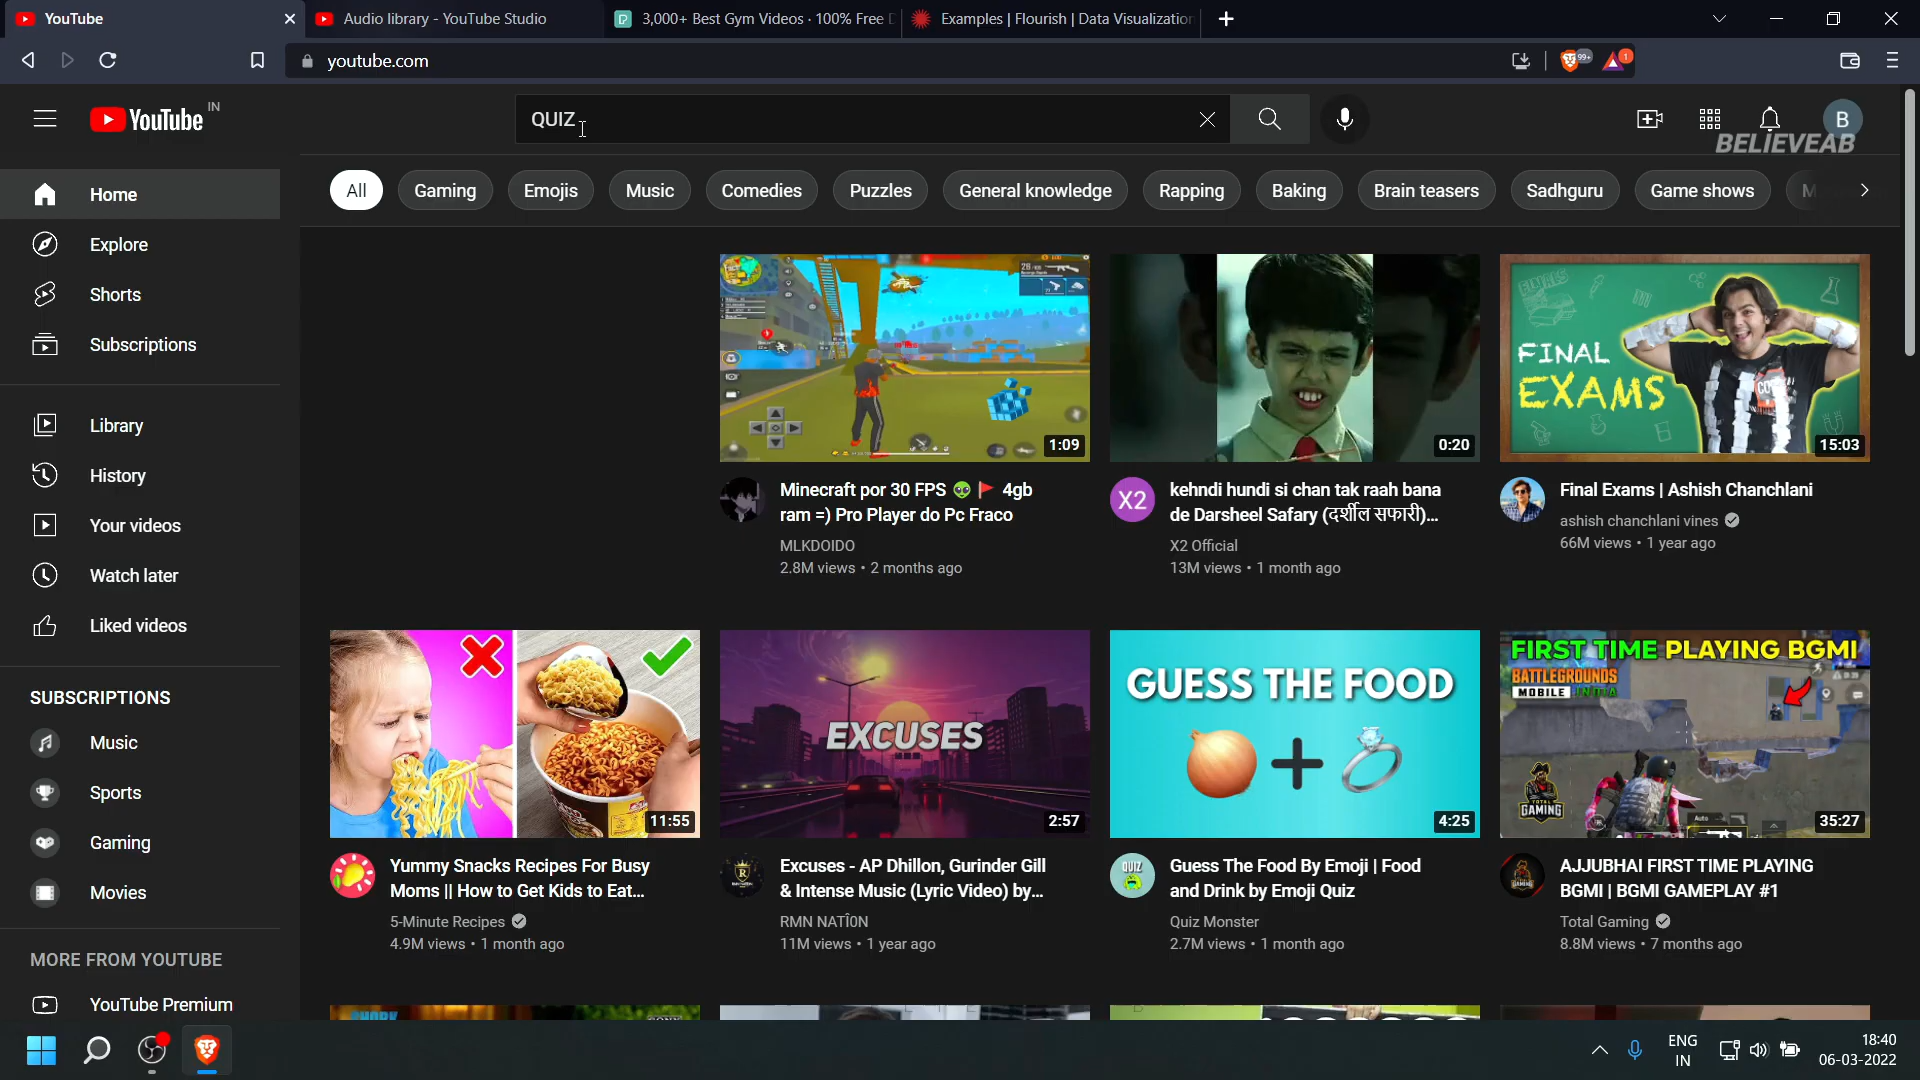 YouTube
Audio library - YouTube Studio
3,000+ Best Gym Videos · 100% Free D
Examples | Flourish | Data Visualization
youtube.com
99+
1
YouTube IN
QUIZ
B
BELIEVEAB
Home
Explore
Shorts
Subscriptions
Library
History
Your videos
Watch later
Liked videos
SUBSCRIPTIONS
Music
Sports
Gaming
Movies
MORE FROM YOUTUBE
YouTube Premium
All
Gaming
Emojis
Music
Comedies
Puzzles
General knowledge
Rapping
Baking
Brain teasers
Sadhguru
Game shows
M
1:09
Minecraft por 30 FPS 👽 🚩 4gb
ram =) Pro Player do Pc Fraco
MLKDOIDO
2.8M views • 2 months ago
0:20
X2
kehndi hundi si chan tak raah bana
de Darsheel Safary (दर्शील सफारी)...
X2 Official
13M views • 1 month ago
FINAL
EXAMS
15:03
Final Exams | Ashish Chanchlani
ashish chanchlani vines
66M views • 1 year ago
11:55
Yummy Snacks Recipes For Busy
Moms || How to Get Kids to Eat...
5-Minute Recipes
4.9M views • 1 month ago
EXCUSES
2:57
Excuses - AP Dhillon, Gurinder Gill
& Intense Music (Lyric Video) by...
RMN NATÎON
11M views • 1 year ago
GUESS THE FOOD
4:25
QUIZ
Guess The Food By Emoji | Food
and Drink by Emoji Quiz
Quiz Monster
2.7M views • 1 month ago
FIRST TIME PLAYING BGMI
BATTLEGROUNDS
MOBILE INDIA
TOTAL
GAMING
35:27
AJJUBHAI FIRST TIME PLAYING
BGMI | BGMI GAMEPLAY #1
Total Gaming
8.8M views • 7 months ago
ENG
IN
18:40
06-03-2022